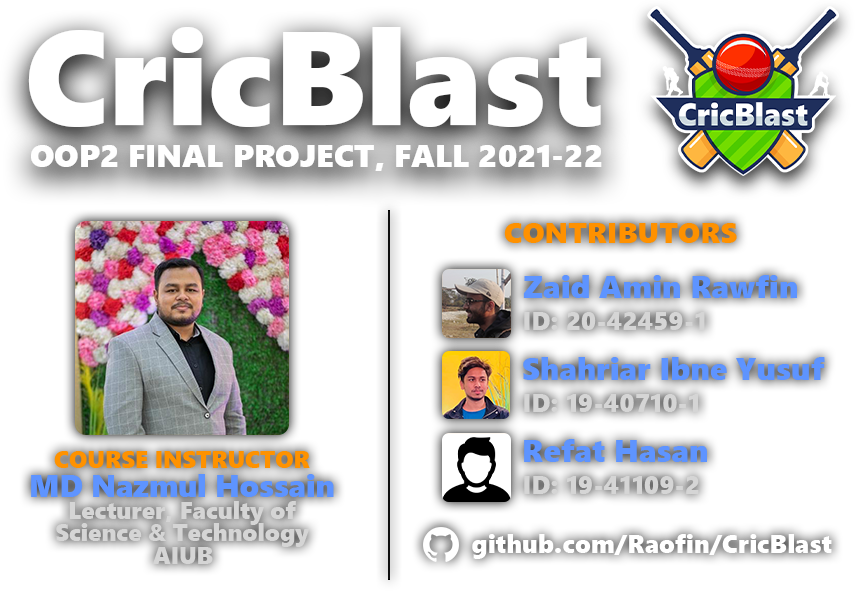 CricBlast
OOP2 FINAL PROJECT, FALL 2021-22
CricBlast
COURSE INSTRUCTOR
MD Nazmul Hossain
Lecturer, Faculty of
Science & Technology
AIUB
CONTRIBUTORS
Zaid Amin Rawfin
ID: 20-42459-1
Shahriar Ibne Yusuf
ID: 19-40710-1
Refat Hasan
ID: 19-41109-2
github.com/Raofin/CricBlast